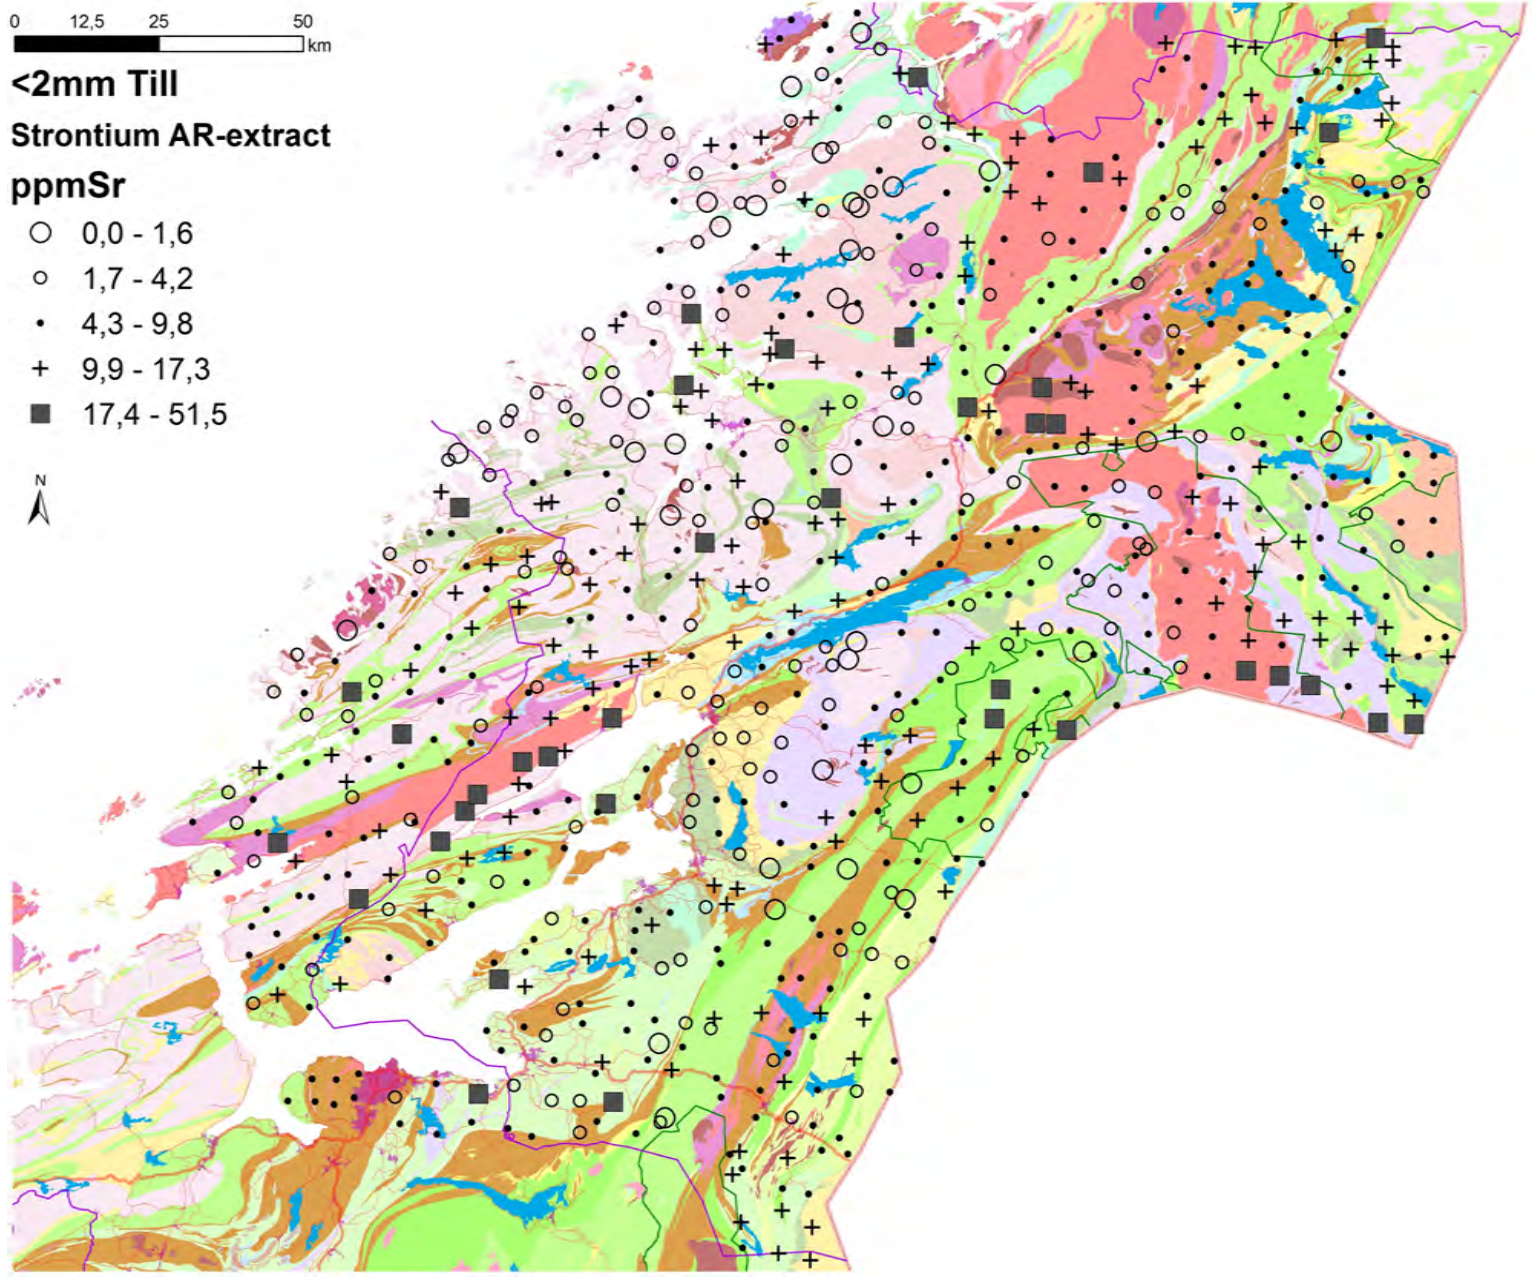 0 12,5 25 50
km
<2mm Till
Strontium AR-extract
ppmSr
0,0 - 1,6
1,7 - 4,2
4,3 - 9,8
9,9 - 17,3
17,4 - 51,5
N